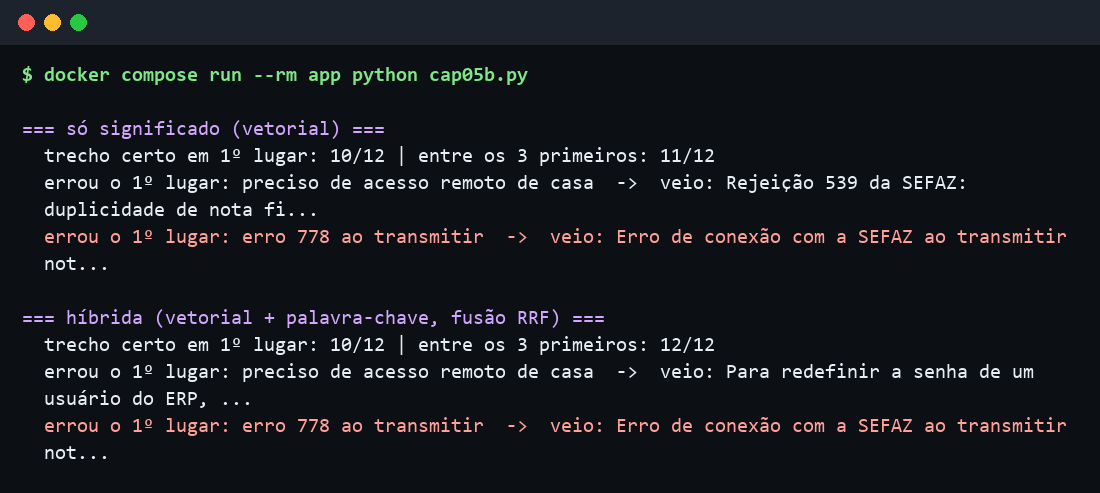 $ docker compose run --rm app python cap05b.py
=== só significado (vetorial) ===
trecho certo em 1º lugar: 10/12 | entre os 3 primeiros: 11/12
errou o 1º lugar: preciso de acesso remoto de casa -> veio: Rejeição 539 da SEFAZ:
duplicidade de nota fi...
errou o 1º lugar: erro 778 ao transmitir -> veio: Erro de conexão com a SEFAZ ao transmitir
not...
=== híbrida (vetorial + palavra-chave, fusão RRF) ===
trecho certo em 1º lugar: 10/12 | entre os 3 primeiros: 12/12
errou o 1º lugar: preciso de acesso remoto de casa -> veio: Para redefinir a senha de um
usuário do ERP, ...
errou o 1º lugar: erro 778 ao transmitir -> veio: Erro de conexão com a SEFAZ ao transmitir
not...